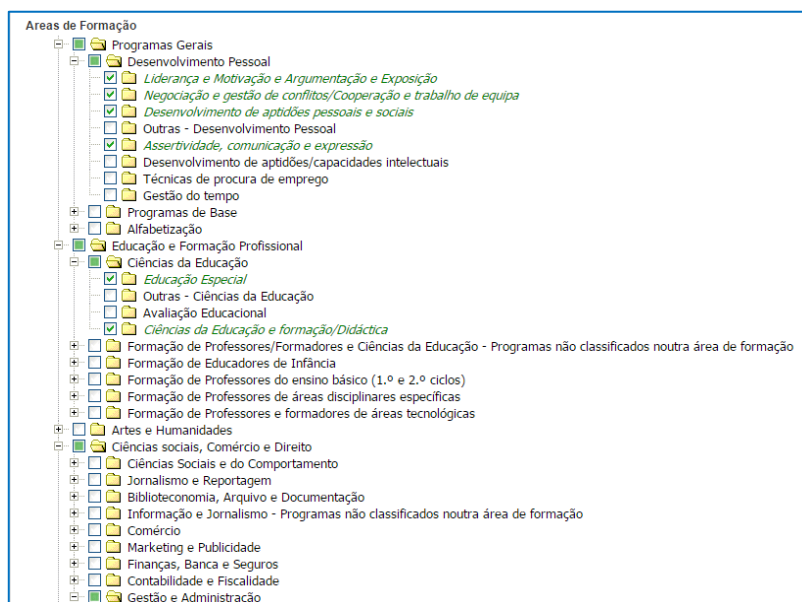 Areas de Formação
Programas Gerais
Desenvolvimento Pessoal
Liderança e Motivação e Argumentação e Exposição
Negociação e gestão de conflitos/Cooperação e trabalho de equipa
Desenvolvimento de aptidões pessoais e sociais
Outras - Desenvolvimento Pessoal
Assertividade, comunicação e expressão
Desenvolvimento de aptidões/capacidades intelectuais
Técnicas de procura de emprego
Gestão do tempo
Programas de Base
Alfabetização
Educação e Formação Profissional
Ciências da Educação
Educação Especial
Outras - Ciências da Educação
Avaliação Educacional
Ciências da Educação e formação/Didáctica
Formação de Professores/Formadores e Ciências da Educação - Programas não classificados noutra área de formação
Formação de Educadores de Infância
Formação de Professores do ensino básico (1.º e 2.º ciclos)
Formação de Professores de áreas disciplinares específicas
Formação de Professores e formadores de áreas tecnológicas
Artes e Humanidades
Ciências sociais, Comércio e Direito
Ciências Sociais e do Comportamento
Jornalismo e Reportagem
Biblioteconomia, Arquivo e Documentação
Informação e Jornalismo - Programas não classificados noutra área de formação
Comércio
Marketing e Publicidade
Finanças, Banca e Seguros
Contabilidade e Fiscalidade
Gestão e Administração